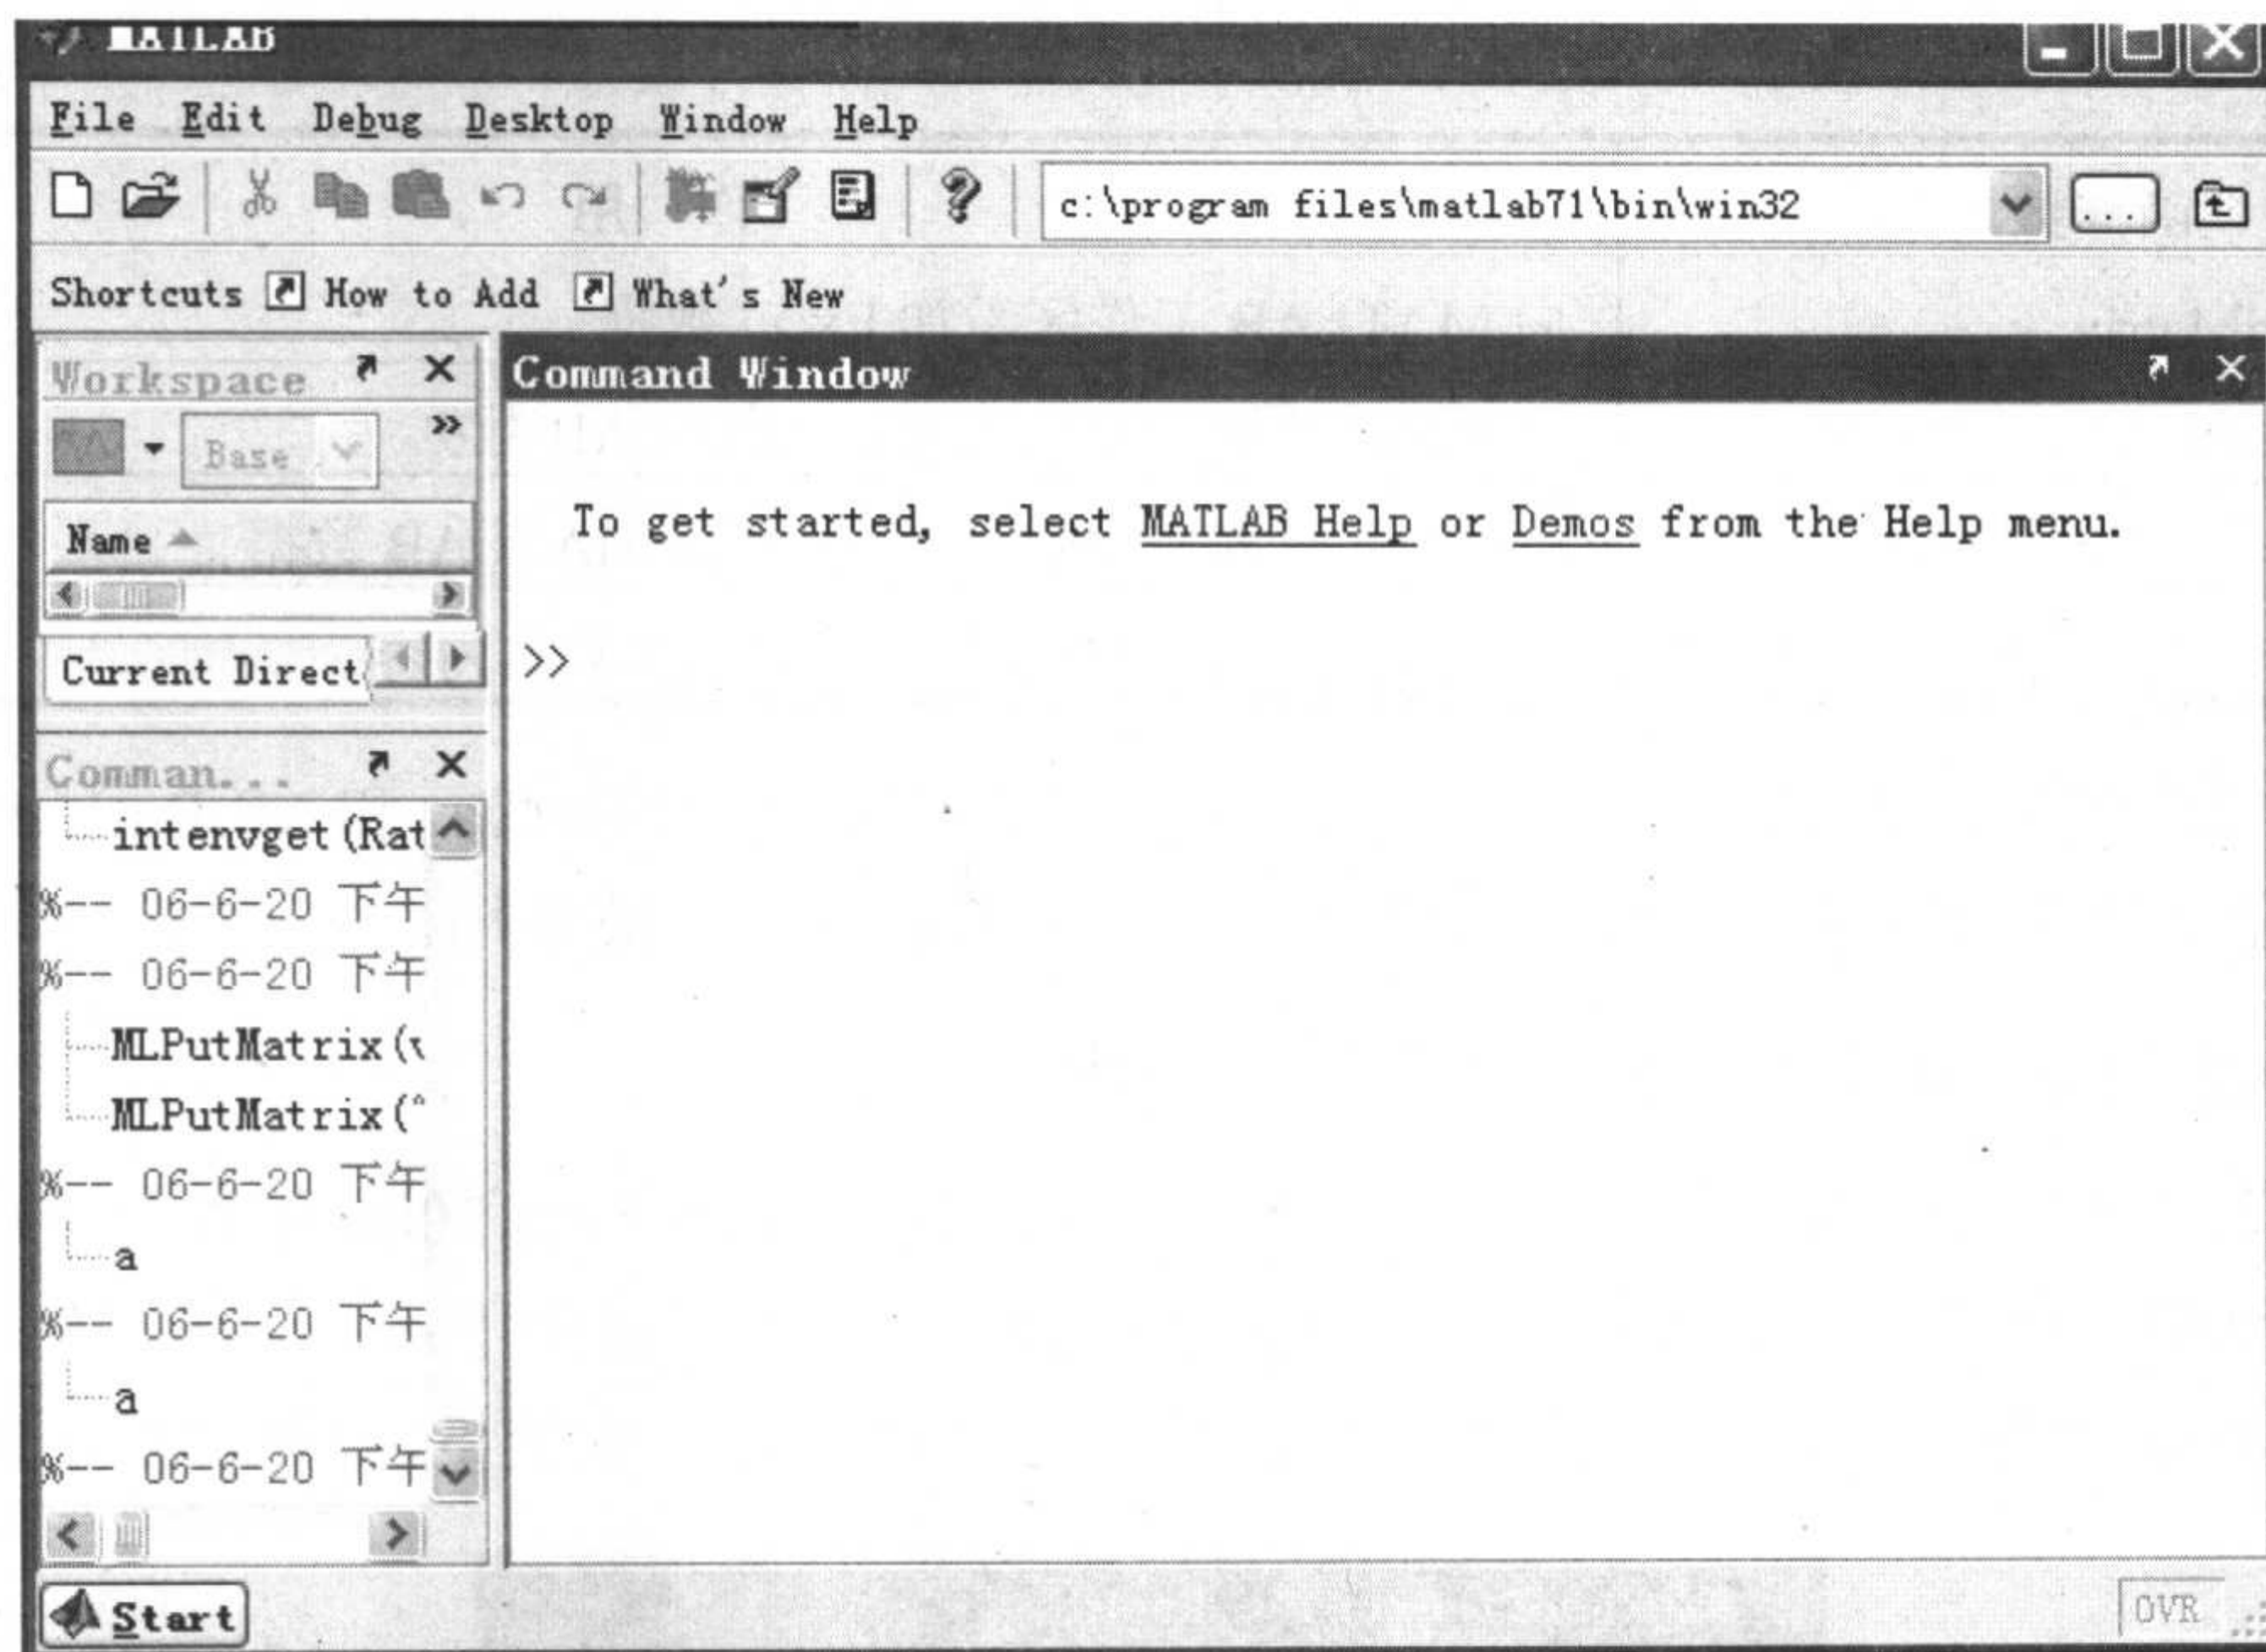 MATLAB
File Edit Debug Desktop Window Help
c:\program files\matlab71\bin\win32
...
Shortcuts How to Add What's New
Workspace
Base
Name
Current Direct
Comman...
intenvget(Rat
%-- 06-6-20 下午
%-- 06-6-20 下午
MLPutMatrix(
MLPutMatrix(
%-- 06-6-20 下午
a
%-- 06-6-20 下午
a
%-- 06-6-20 下午
Command Window
To get started, select MATLAB Help or Demos from the Help menu.
>>
Start
OVR